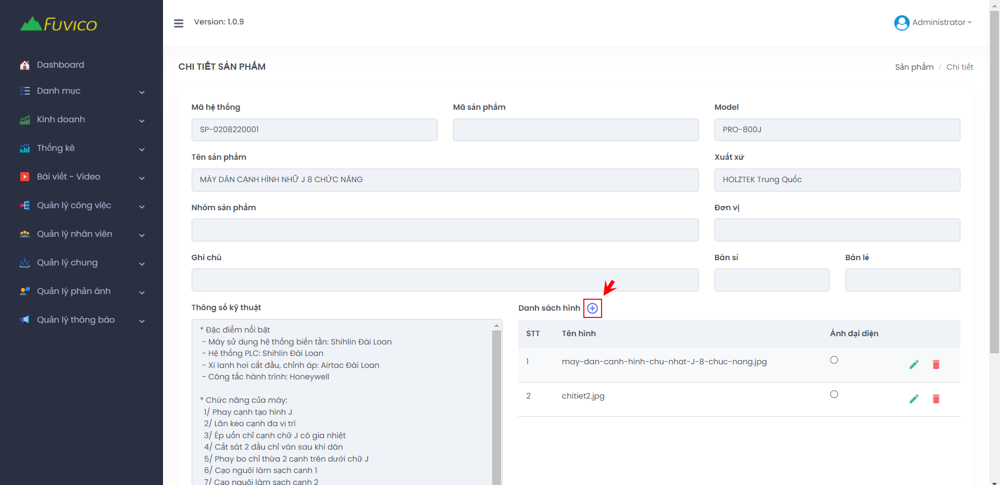 FUVICO
Version: 1.0.9
Administrator
Dashboard
Danh mục
Kinh doanh
Thống kê
Bài viết - Video
Quản lý công việc
Quản lý nhân viên
Quản lý chung
Quản lý phản ánh
Quản lý thông báo
CHI TIẾT SẢN PHẨM
Sản phẩm / Chi tiết
Mã hệ thống
SP-0208220001
Mã sản phẩm
Model
PRO-800J
Tên sản phẩm
MÁY DÁN CẠNH HÌNH NHỮ J 8 CHỨC NĂNG
Xuất xứ
HOLZTEK Trung Quốc
Nhóm sản phẩm
Đơn vị
Ghi chú
Bán sỉ
Bán lẻ
Thông số kỹ thuật
* Đặc điểm nổi bật
- Máy sử dụng hệ thống biến tần: Shihlin Đài Loan
- Hệ thống PLC: Shihlin Đài Loan
- Xi lanh hơi cắt đầu, chỉnh áp: Airtac Đài Loan
- Công tắc hành trình: Honeywell
* Chức năng của máy:
1/ Phay cạnh tạo hình J
2/ Lăn keo cạnh đa vị trí
3/ Ép uốn chỉ cạnh chữ J có gia nhiệt
4/ Cắt sát 2 đầu chỉ ván sau khi dán
5/ Phay bo chỉ thừa 2 cạnh trên dưới chữ J
6/ Cạo nguội làm sạch cạnh 1
7/ Cạo nguội làm sạch cạnh 2
Danh sách hình
STT Tên hình Ảnh đại diện
1 may-dan-canh-hinh-chu-nhat-J-8-chuc-nang.jpg
2 chitiet2.jpg